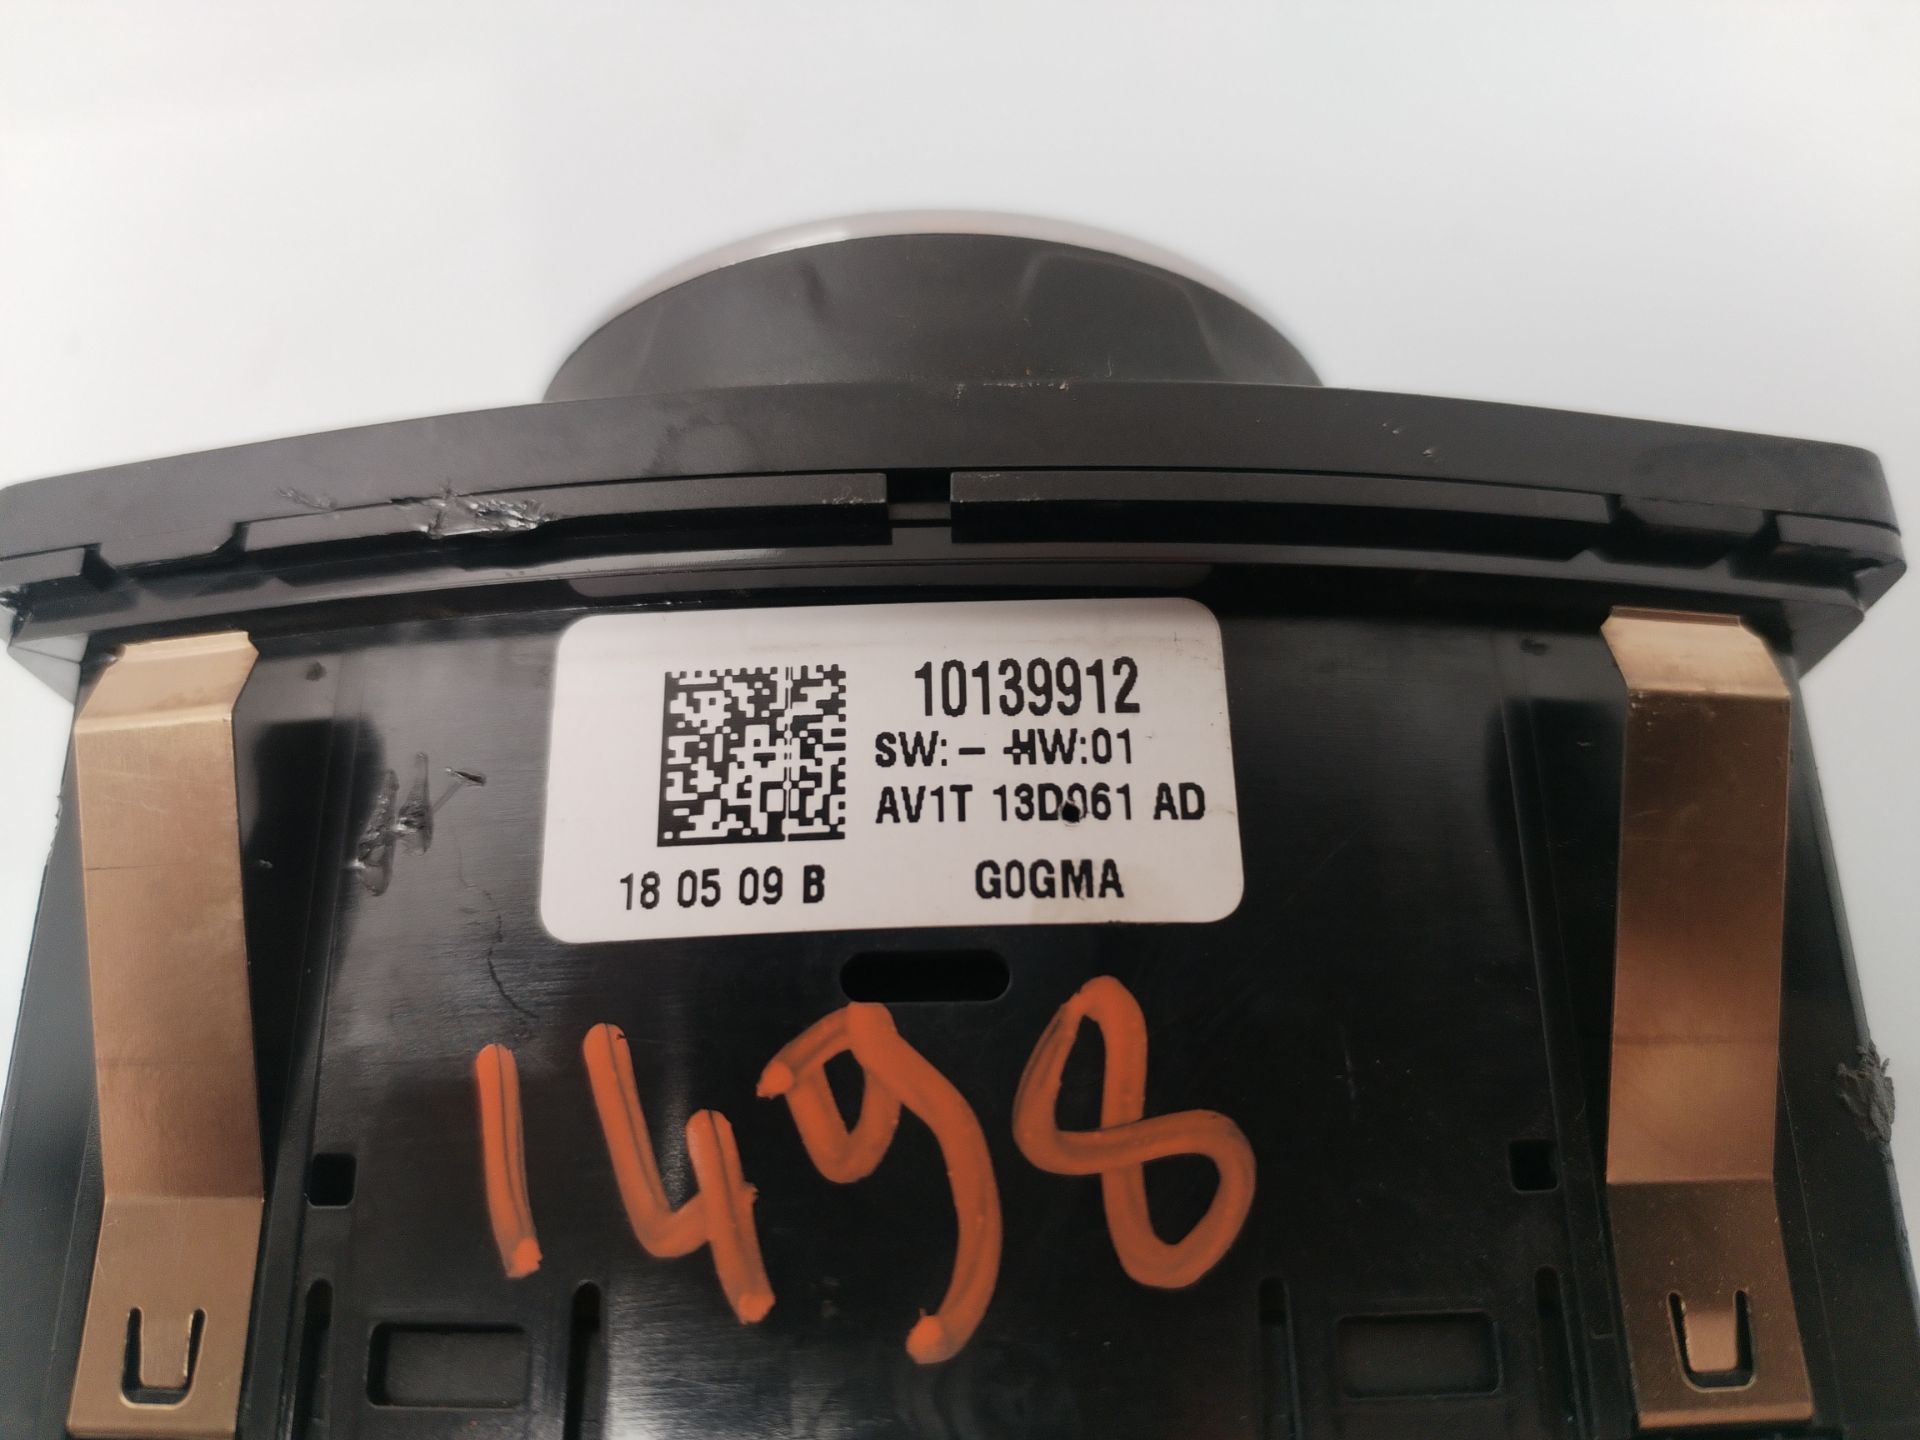 10139912
SW:- HW:01
AV1T 13D061 AD
18 05 09 B G0GMA
1498